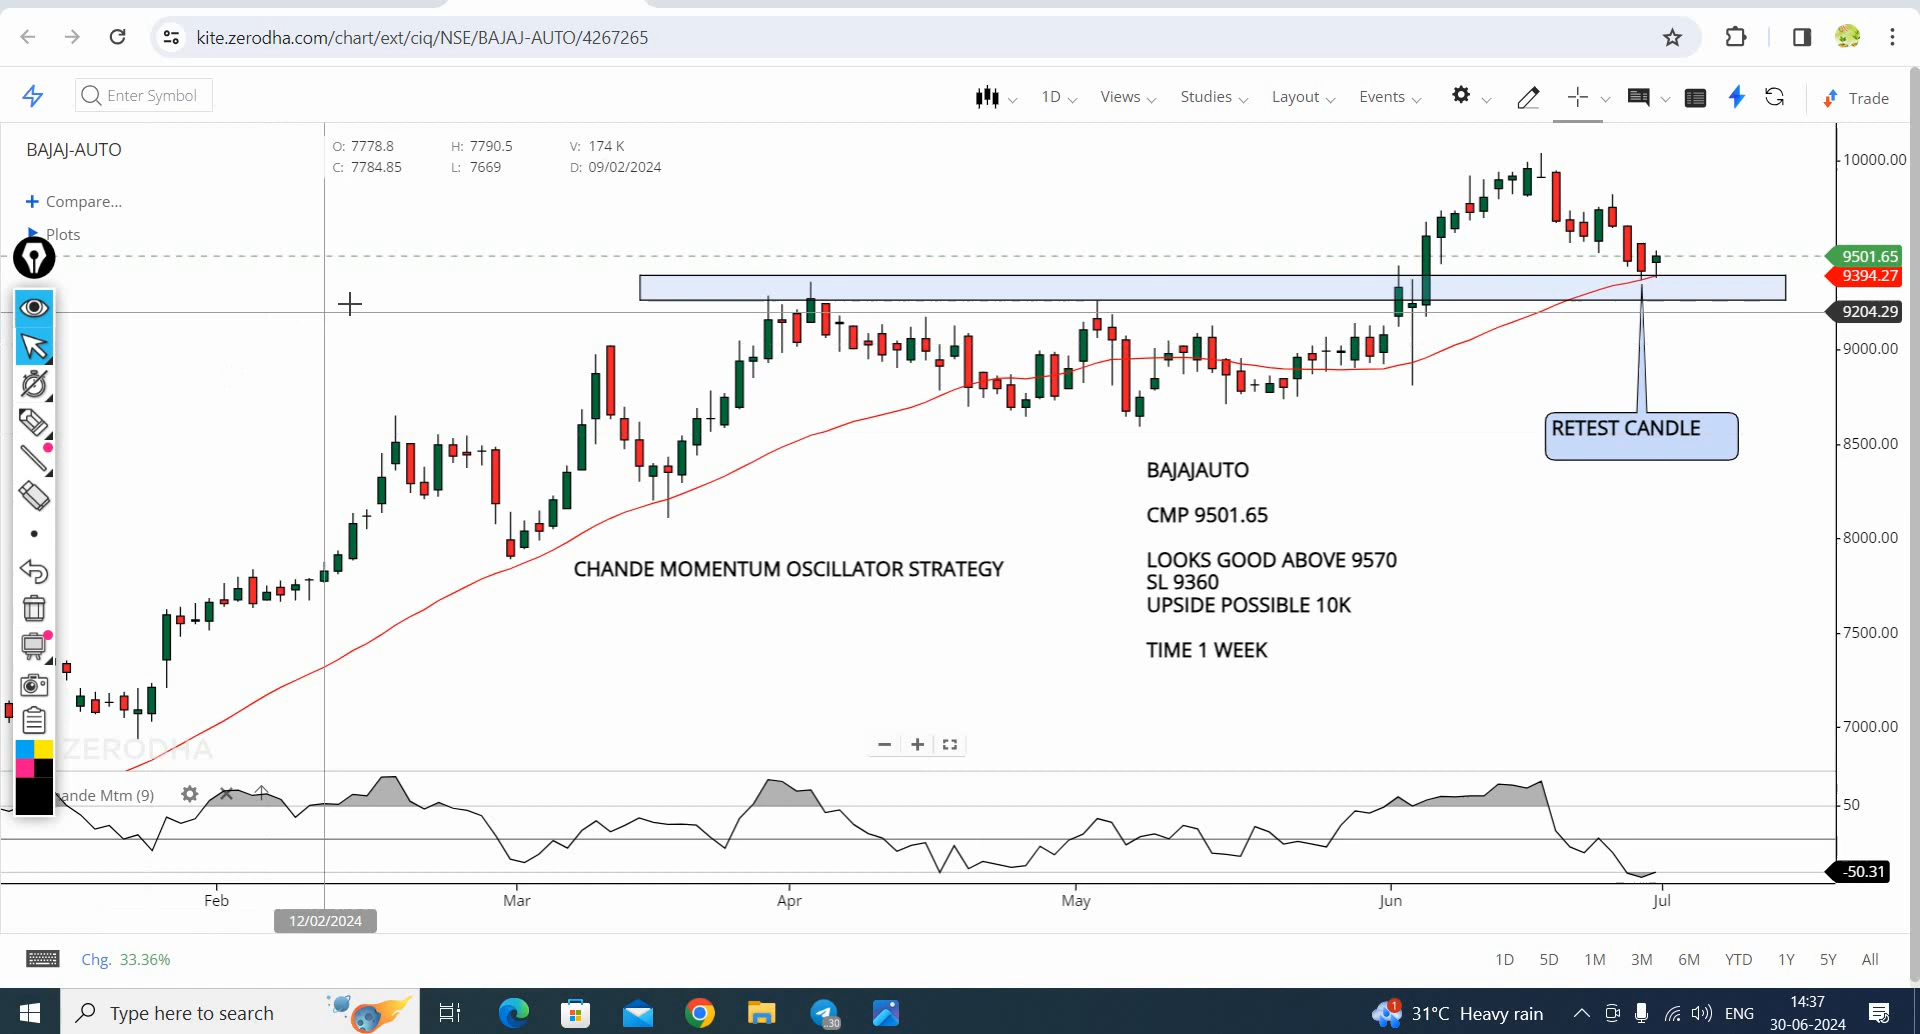 kite.zerodha.com/chart/ext/ciq/NSE/BAJAJ-AUTO/4267265
Enter Symbol
1D
Views
Studies
Layout
Events
Trade
BAJAJ-AUTO
O: 7778.8 H: 7790.5 V: 174 K
C: 7784.85 L: 7669 D: 09/02/2024
+ Compare...
Plots
10000.00
9501.65
9394.27
9204.29
9000.00
8500.00
8000.00
7500.00
7000.00
RETEST CANDLE
BAJAJAUTO
CMP 9501.65
LOOKS GOOD ABOVE 9570
SL 9360
UPSIDE POSSIBLE 10K
TIME 1 WEEK
CHANDE MOMENTUM OSCILLATOR STRATEGY
ZERODHA
ande Mtm (9)
50
-50.31
Feb Mar Apr May Jun Jul
12/02/2024
Chg. 33.36%
1D 5D 1M 3M 6M YTD 1Y 5Y All
Type here to search
..30
1
31°C Heavy rain
ENG
14:37
30-06-2024